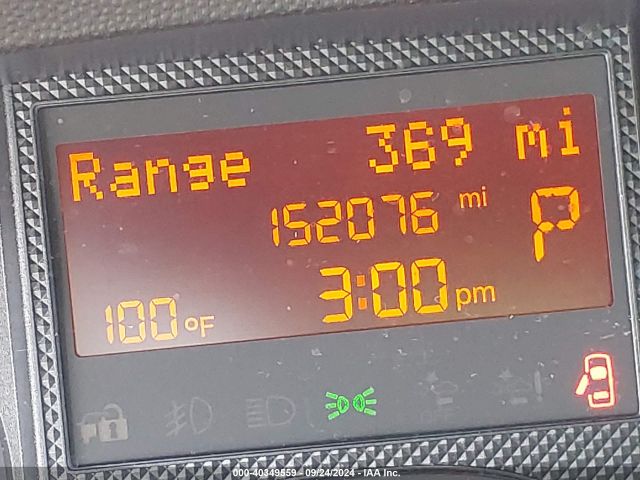 Range 369 mi
152076 mi P
3:00 pm
100 °F
000-40349559 - 09/24/2024 - IAA Inc.